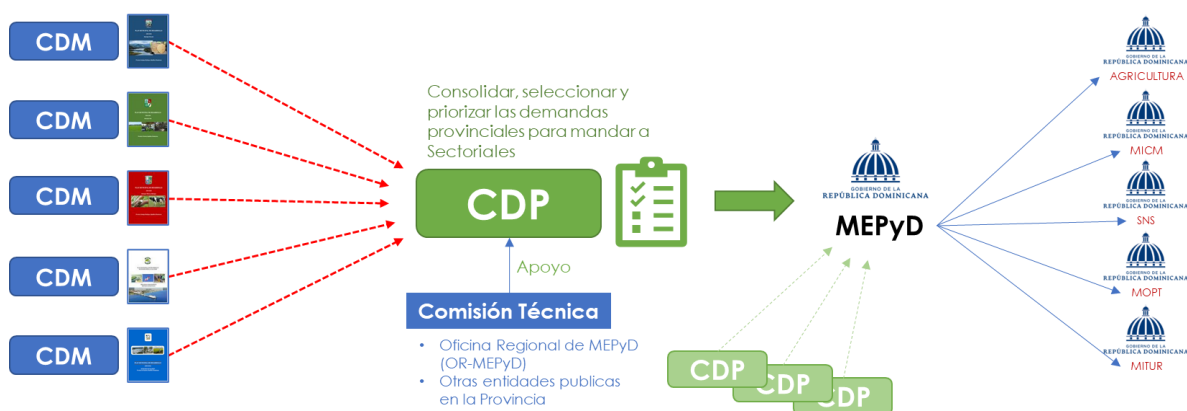 CDM
CDM
CDM
CDM
CDM
Consolidar, seleccionar y
priorizar las demandas
provinciales para mandar a
Sectoriales
CDP
Apoyo
Comisión Técnica
• Oficina Regional de MEPyD
(OR-MEPyD)
• Otras entidades publicas
en la Provincia
GOBIERNO DE LA
REPÚBLICA DOMINICANA
MEPyD
CDP
CDP
CDP
GOBIERNO DE LA
REPÚBLICA DOMINICANA
AGRICULTURA
GOBIERNO DE LA
REPÚBLICA DOMINICANA
MICM
GOBIERNO DE LA
REPÚBLICA DOMINICANA
SNS
GOBIERNO DE LA
REPÚBLICA DOMINICANA
MOPT
GOBIERNO DE LA
REPÚBLICA DOMINICANA
MITUR